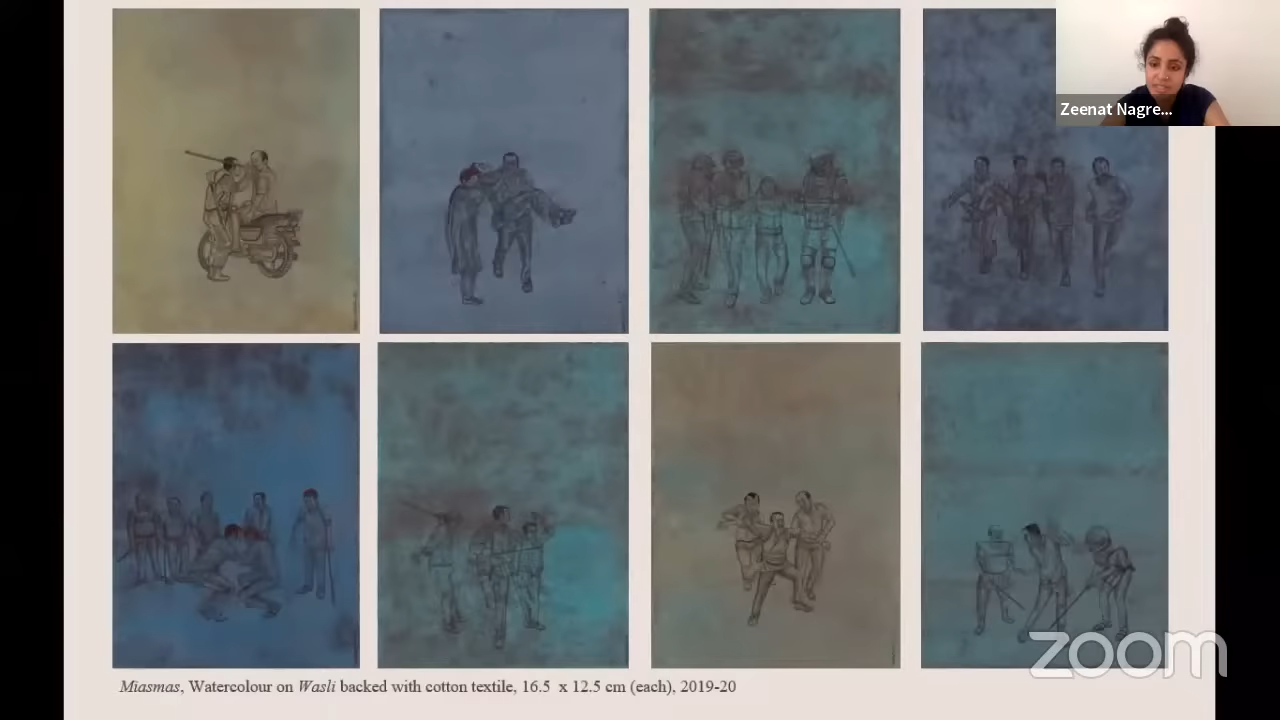 Zeenat Nagre...
zoom
Miasmas, Watercolour on Wasli backed with cotton textile, 16.5 x 12.5 cm (each), 2019-20